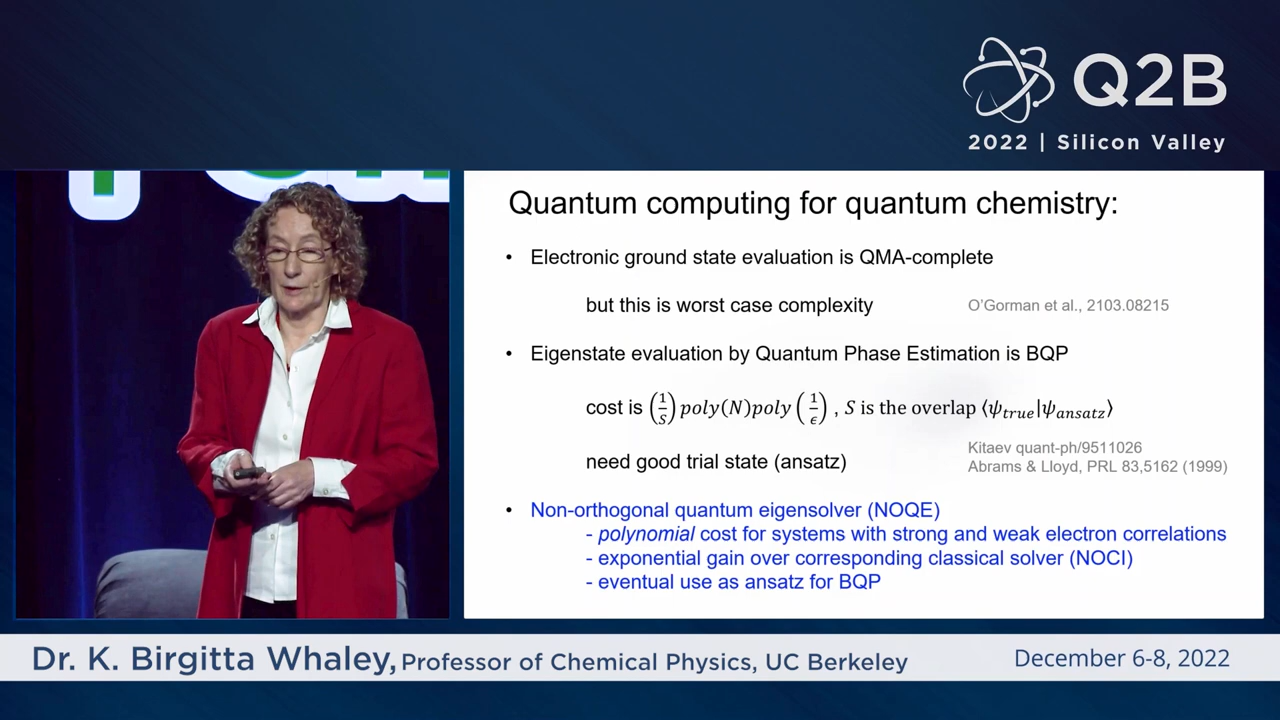 Q2B
2022 | Silicon Valley
Quantum computing for quantum chemistry:
• Electronic ground state evaluation is QMA-complete
but this is worst case complexity
O'Gorman et al., 2103.08215
• Eigenstate evaluation by Quantum Phase Estimation is BQP
cost is (1/S) poly(N)poly (1/ϵ) , S is the overlap ⟨ψ_true|ψ_ansatz⟩
need good trial state (ansatz)
Kitaev quant-ph/9511026
Abrams & Lloyd, PRL 83,5162 (1999)
• Non-orthogonal quantum eigensolver (NOQE)
- polynomial cost for systems with strong and weak electron correlations
- exponential gain over corresponding classical solver (NOCI)
- eventual use as ansatz for BQP
Dr. K. Birgitta Whaley, Professor of Chemical Physics, UC Berkeley
December 6-8, 2022